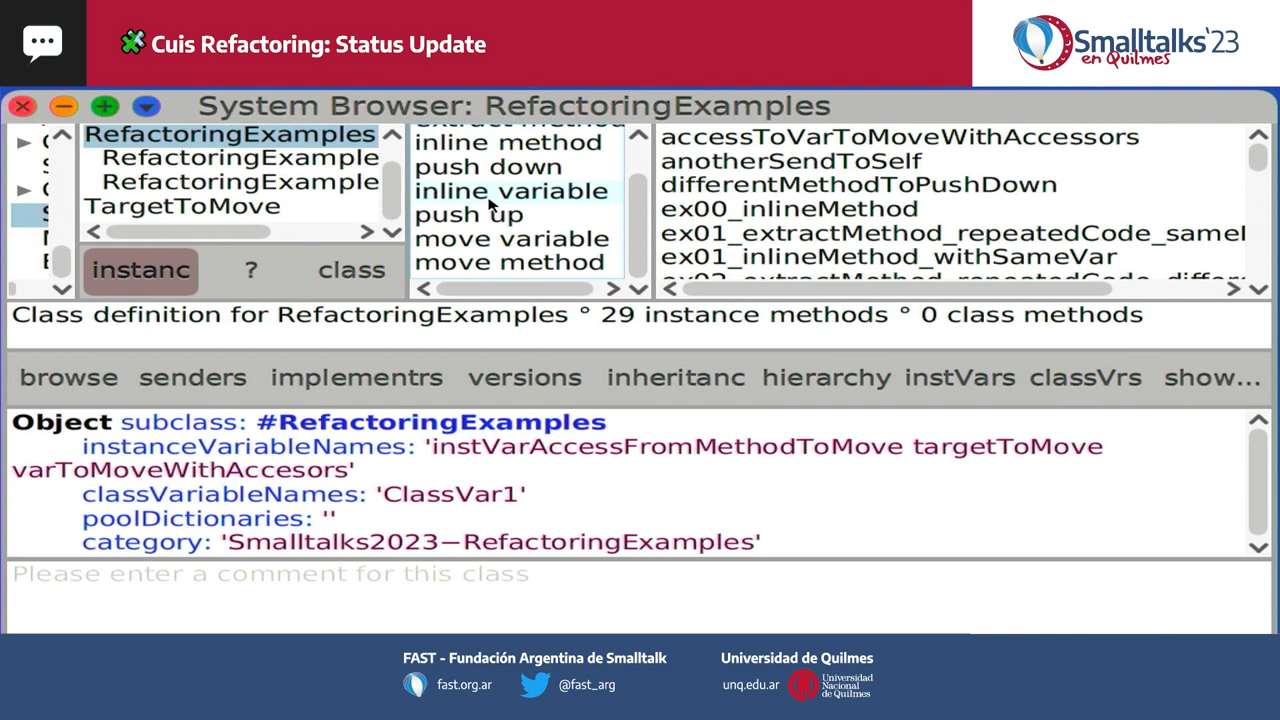 Cuis Refactoring: Status Update
Smalltalks'23
en Quilmes
System Browser: RefactoringExamples
RefactoringExamples
RefactoringExample
RefactoringExample
TargetToMove
instanc
?
class
extract method
inline method
push down
inline variable
push up
move variable
move method
accessToVarToMoveWithAccessors
anotherSendToSelf
differentMethodToPushDown
ex00_inlineMethod
ex01_extractMethod_repeatedCode_same
ex01_inlineMethod_withSameVar
Class definition for RefactoringExamples ° 29 instance methods ° 0 class methods
browse senders implementrs versions inheritanc hierarchy instVars classVrs show...
Object subclass: #RefactoringExamples
instanceVariableNames: 'instVarAccessFromMethodToMove targetToMove
varToMoveWithAccesors'
classVariableNames: 'ClassVar1'
poolDictionaries: ''
category: 'Smalltalks2023—RefactoringExamples'
Please enter a comment for this class
FAST - Fundación Argentina de Smalltalk
fast.org.ar
@fast_arg
Universidad de Quilmes
unq.edu.ar
Universidad
Nacional
de Quilmes